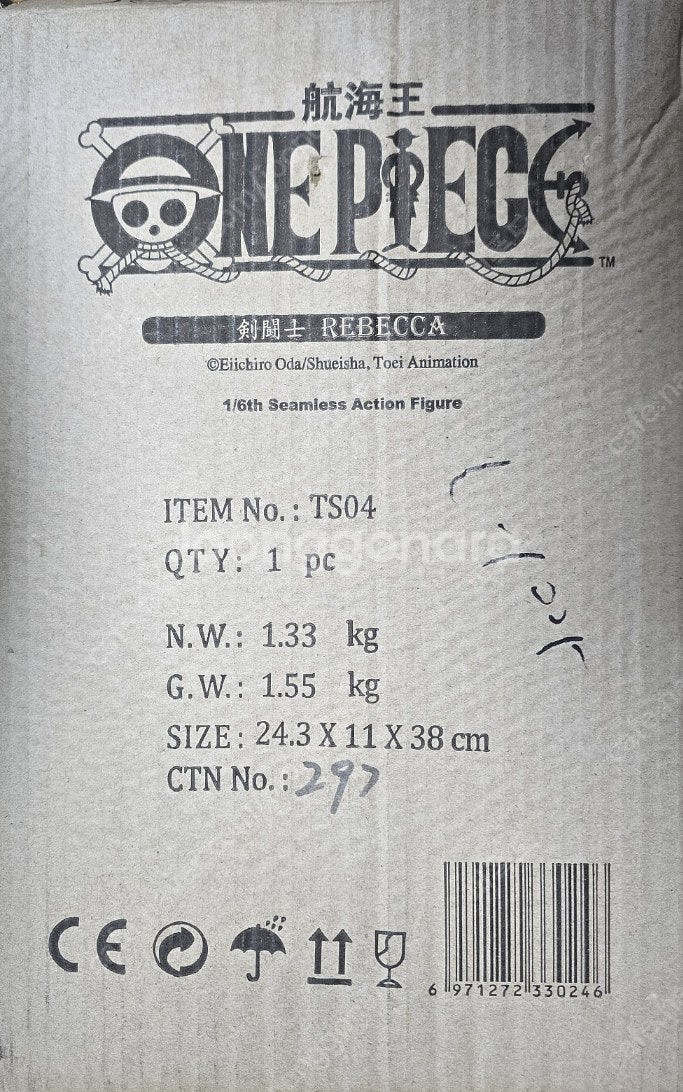 航海王
ONE PIECE
TM
剣闘士 REBECCA
©Eiichiro Oda/Shueisha, Toei Animation
1/6th Seamless Action Figure
ITEM No.: TS04
QTY: 1 pc
N.W.: 1.33 kg
G.W.: 1.55 kg
SIZE: 24.3 X 11 X 38 cm
CTN No.: 297
CE
6 971272 330246